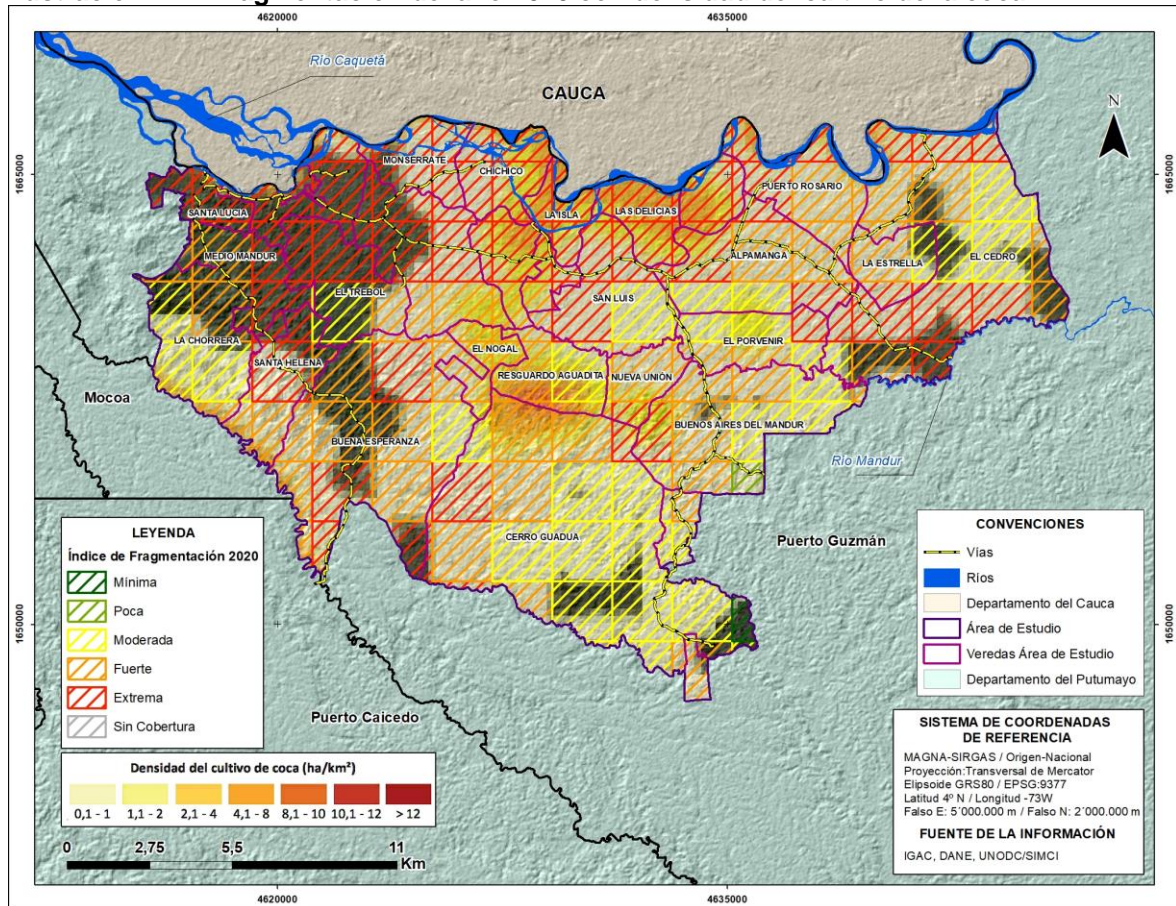 4620000
4635000
Río Caquetá
CAUCA
N
1665000
1665000
MONSERRATE
CHICHICO
PUERTO ROSARIO
SANTA LUCIA
LA ISLA
LAS DELICIAS
MEDIO MANDUR
ALPAMANGA
LA ESTRELLA
EL CEDRO
EL TREBOL
SAN LUIS
LA CHORRERA
EL NOGAL
EL PORVENIR
SANTA HELENA
RESGUARDO AGUADITA
NUEVA UNIÓN
Mocoa
BUENOS AIRES DEL MANDUR
BUENA ESPERANZA
Río Mandur
CERRO GUADUA
Puerto Guzmán
Puerto Caicedo
1650000
1650000
LEYENDA
Índice de Fragmentación 2020
Mínima
Poca
Moderada
Fuerte
Extrema
Sin Cobertura
Densidad del cultivo de coca (ha/km²)
0,1 - 1
1,1 - 2
2,1 - 4
4,1 - 8
8,1 - 10
10,1 - 12
> 12
0 2,75 5,5 11
Km
CONVENCIONES
Vías
Ríos
Departamento del Cauca
Área de Estudio
Veredas Área de Estudio
Departamento del Putumayo
SISTEMA DE COORDENADAS
DE REFERENCIA
MAGNA-SIRGAS / Origen-Nacional
Proyección:Transversal de Mercator
Elipsoide GRS80 / EPSG:9377
Latitud 4º N / Longitud -73W
Falso E: 5´000.000 m / Falso N: 2´000.000 m
FUENTE DE LA INFORMACIÓN
IGAC, DANE, UNODC/SIMCI
4620000
4635000